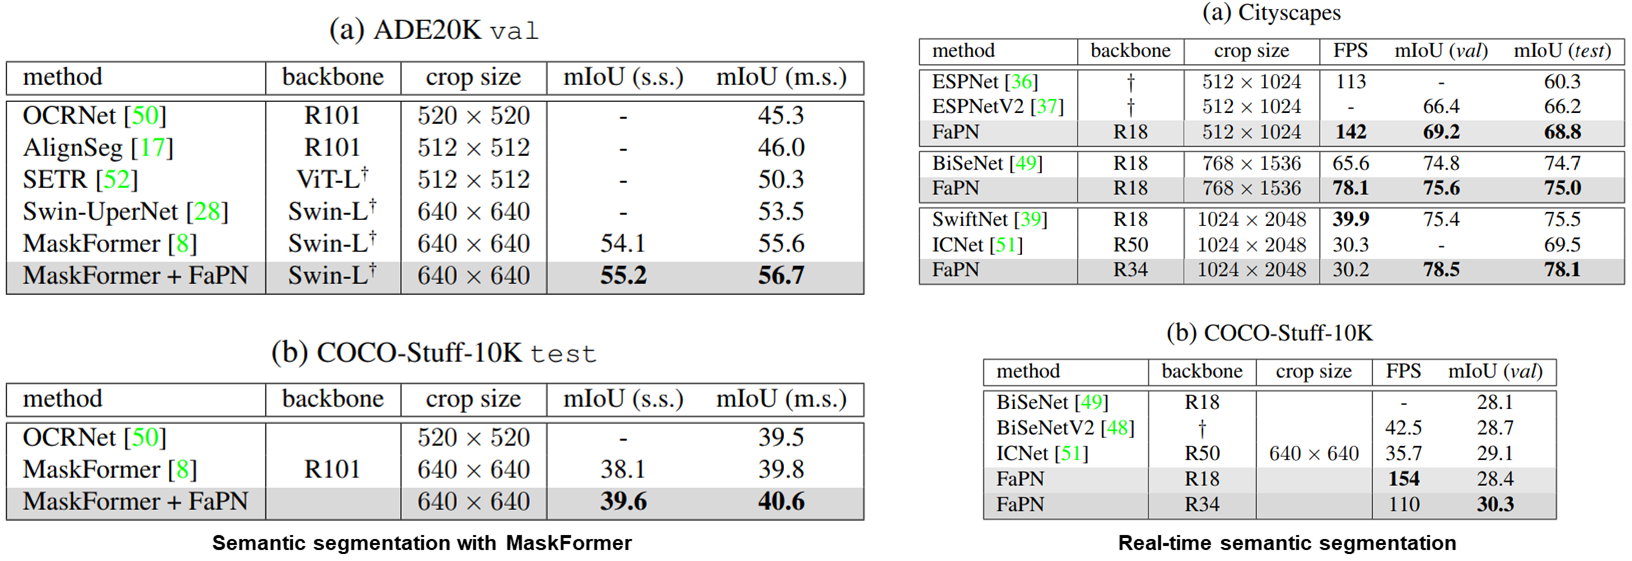 (a) ADE20K val
method backbone crop size mIoU (s.s.) mIoU (m.s.)
OCRNet [50] R101 520 × 520 - 45.3
AlignSeg [17] R101 512 × 512 - 46.0
SETR [52] ViT-L† 512 × 512 - 50.3
Swin-UperNet [28] Swin-L† 640 × 640 - 53.5
MaskFormer [8] Swin-L† 640 × 640 54.1 55.6
MaskFormer + FaPN Swin-L† 640 × 640 55.2 56.7
(b) COCO-Stuff-10K test
method backbone crop size mIoU (s.s.) mIoU (m.s.)
OCRNet [50] 520 × 520 - 39.5
MaskFormer [8] R101 640 × 640 38.1 39.8
MaskFormer + FaPN 640 × 640 39.6 40.6
Semantic segmentation with MaskFormer
(a) Cityscapes
method backbone crop size FPS mIoU (val) mIoU (test)
ESPNet [36] † 512 × 1024 113 - 60.3
ESPNetV2 [37] † 512 × 1024 - 66.4 66.2
FaPN R18 512 × 1024 142 69.2 68.8
BiSeNet [49] R18 768 × 1536 65.6 74.8 74.7
FaPN R18 768 × 1536 78.1 75.6 75.0
SwiftNet [39] R18 1024 × 2048 39.9 75.4 75.5
ICNet [51] R50 1024 × 2048 30.3 - 69.5
FaPN R34 1024 × 2048 30.2 78.5 78.1
(b) COCO-Stuff-10K
method backbone crop size FPS mIoU (val)
BiSeNet [49] R18 - 28.1
BiSeNetV2 [48] † 42.5 28.7
ICNet [51] R50 640 × 640 35.7 29.1
FaPN R18 154 28.4
FaPN R34 110 30.3
Real-time semantic segmentation